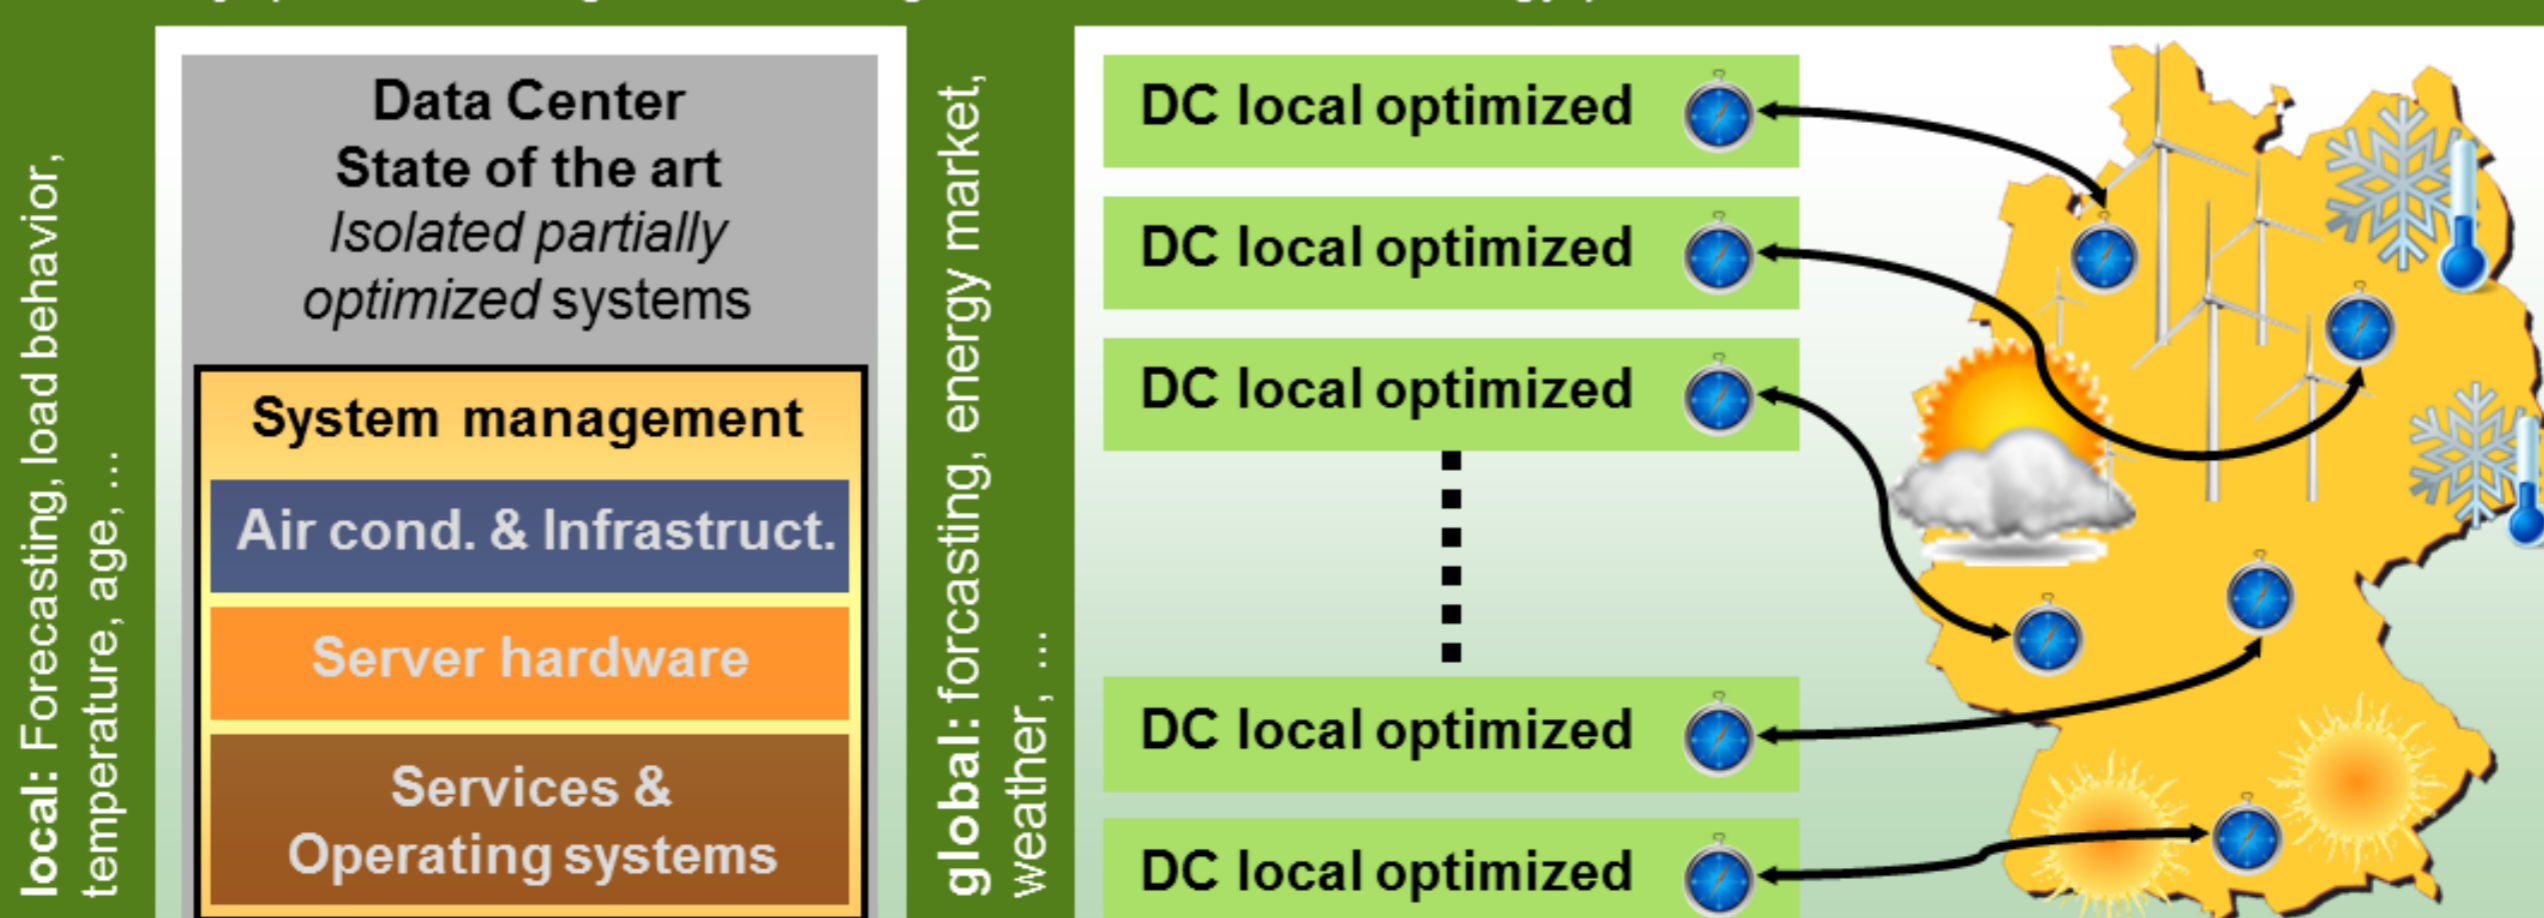 local: Forecasting, load behavior,
temperature, age, ...
Data Center
State of the art
Isolated partially
optimized systems
System management
Air cond. & Infrastruct.
Server hardware
Services &
Operating systems
global: forcasting, energy market,
weather, ...
DC local optimized
DC local optimized
DC local optimized
DC local optimized
DC local optimized